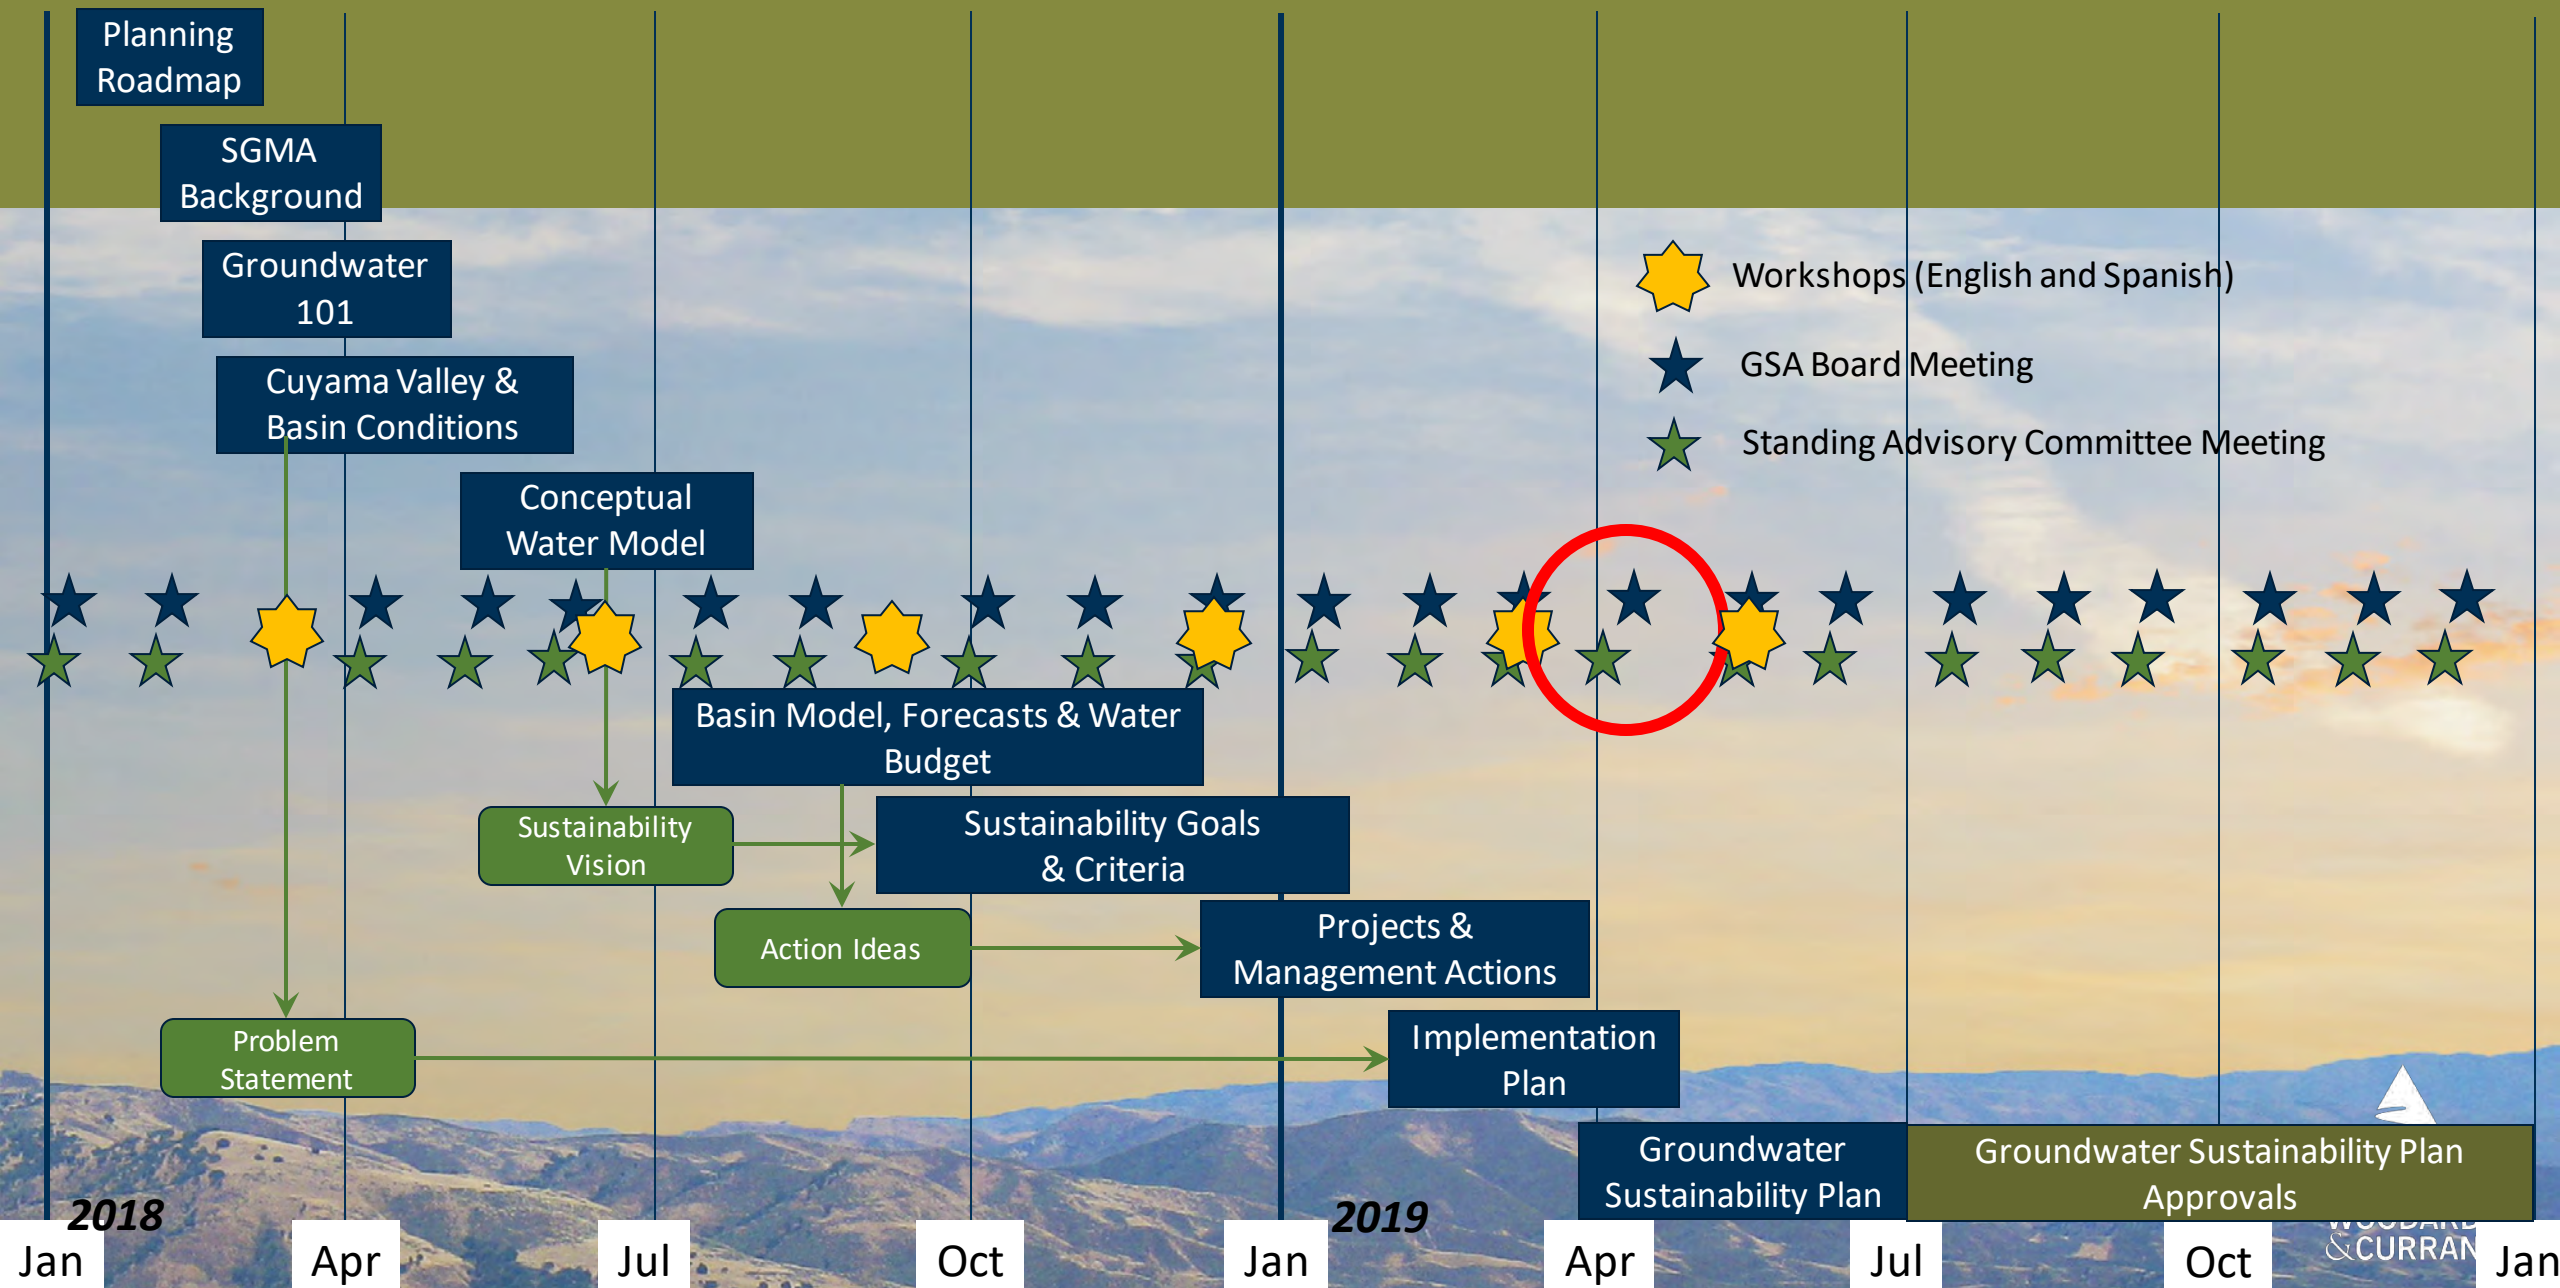 Planning
Roadmap
SGMA
Background
Groundwater
101
Cuyama Valley &
Basin Conditions
Workshops (English and Spanish)
GSA Board Meeting
Standing Advisory Committee Meeting
Conceptual
Water Model
Basin Model, Forecasts & Water
Budget
Sustainability
Vision
Sustainability Goals
& Criteria
Action Ideas
Projects &
Management Actions
Problem
Statement
Implementation
Plan
Groundwater
Sustainability Plan
Groundwater Sustainability Plan
Approvals
2018
2019
WOODARD
&CURRAN
Jan
Apr
Jul
Oct
Jan
Apr
Jul
Oct
Jan